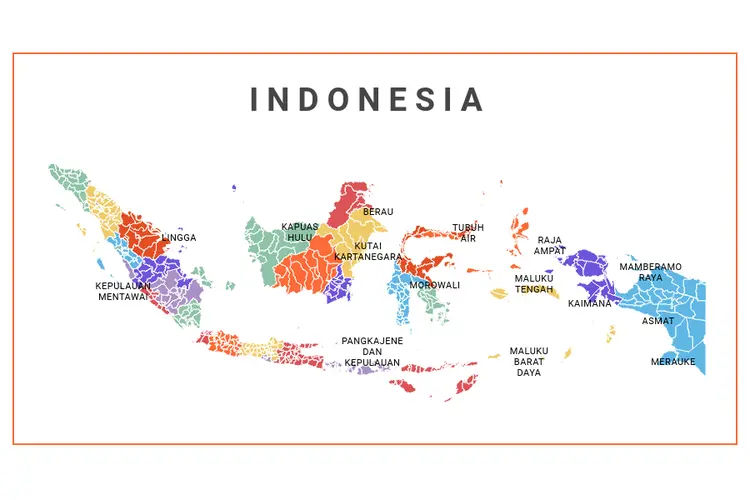 INDONESIA
BERAU
KAPUAS
HULU
TUBUH
AIR
LINGGA
RAJA
AMPAT
KUTAI
KARTANEGARA
MAMBERAMO
RAYA
MALUKU
TENGAH
MOROWALI
KEPULAUAN
MENTAWAI
KAIMANA
ASMAT
PANGKAJENE
DAN
KEPULAUAN
MALUKU
BARAT
DAYA
MERAUKE